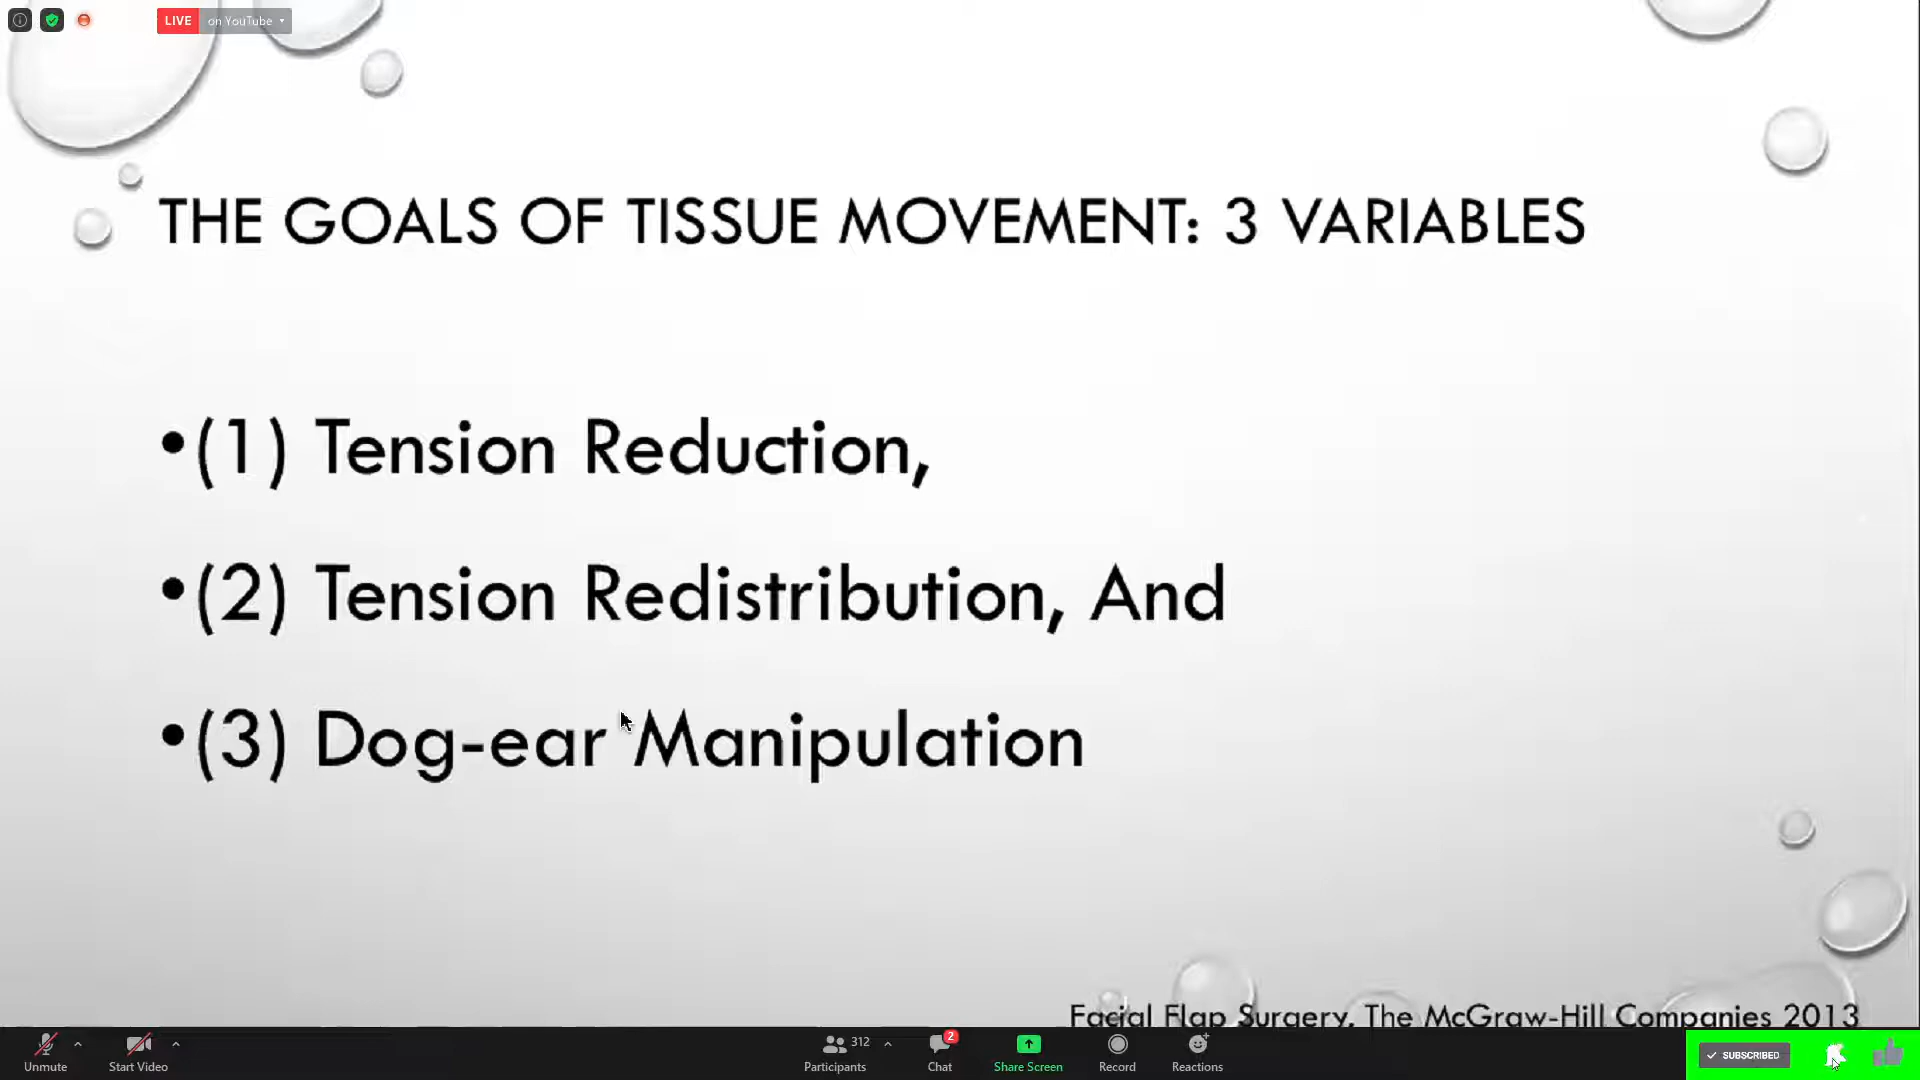 LIVE on YouTube
THE GOALS OF TISSUE MOVEMENT: 3 VARIABLES
•(1) Tension Reduction,
•(2) Tension Redistribution, And
•(3) Dog-ear Manipulation
Facial Flap Surgery. The McGraw-Hill Companies 2013
Unmute
Start Video
312
Participants
2
Chat
Share Screen
Record
Reactions
SUBSCRIBED